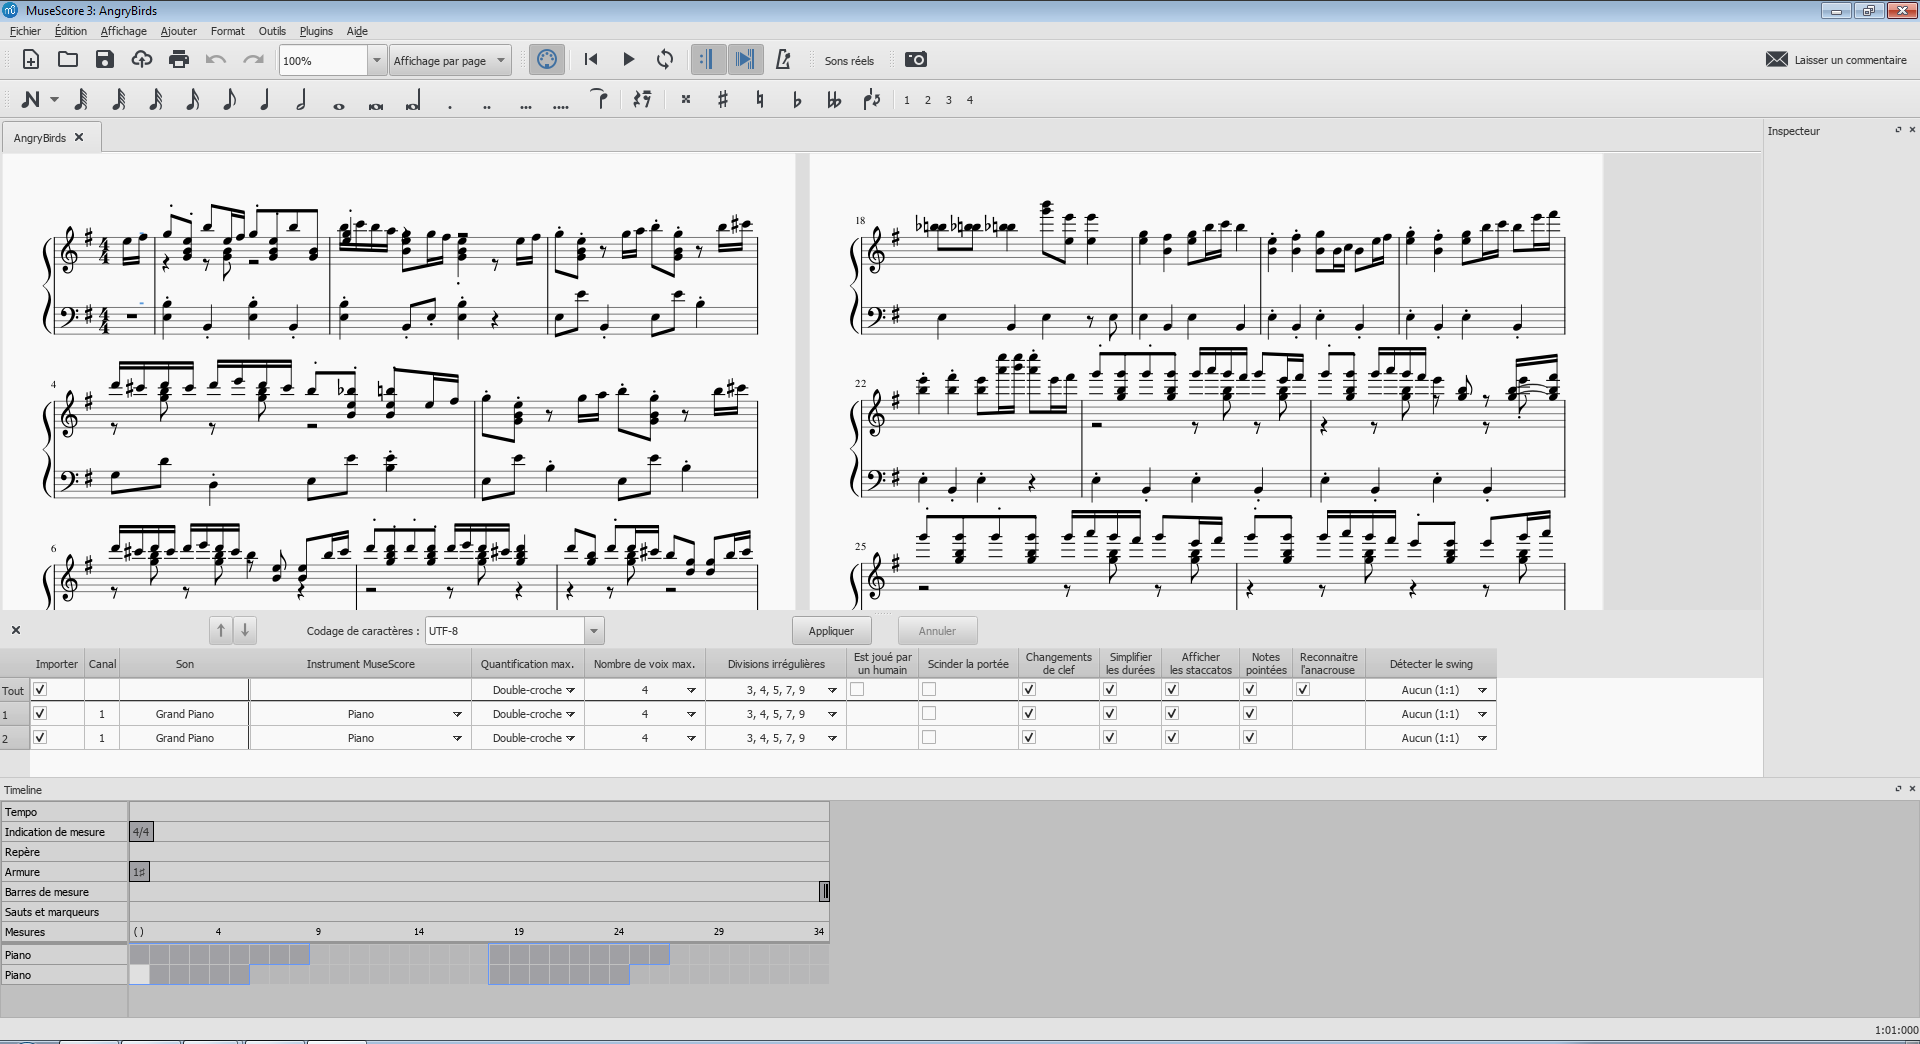 MuseScore 3: AngryBirds
Fichier Édition Affichage Ajouter Format Outils Plugins Aide
100% Affichage par page Sons réels Laisser un commentaire
1 2 3 4
AngryBirds
Inspecteur
4 4
4 4
18
4
22
6
25
Codage de caractères : UTF-8 Appliquer Annuler
Importer Canal Son Instrument MuseScore Quantification max. Nombre de voix max. Divisions irrégulières Est joué par un humain Scinder la portée Changements de clef Simplifier les durées Afficher les staccatos Notes pointées Reconnaitre l'anacrouse Détecter le swing
Tout Double-croche 4 3, 4, 5, 7, 9 Aucun (1:1)
1 1 Grand Piano Piano Double-croche 4 3, 4, 5, 7, 9 Aucun (1:1)
2 1 Grand Piano Piano Double-croche 4 3, 4, 5, 7, 9 Aucun (1:1)
Timeline
Tempo
Indication de mesure 4/4
Repère
Armure 1♯
Barres de mesure
Sauts et marqueurs
Mesures ( ) 4 9 14 19 24 29 34
Piano
Piano
1:01:000